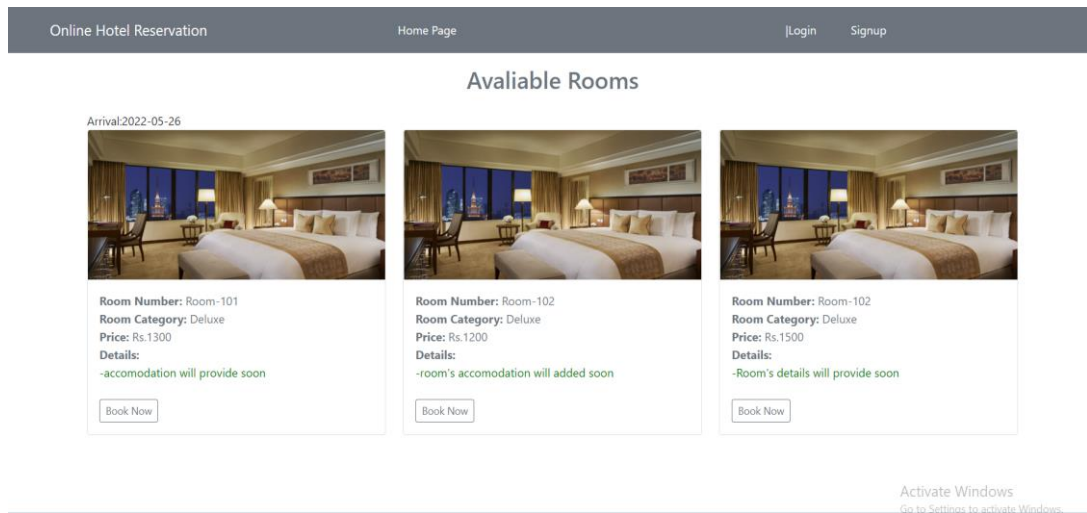 Online Hotel Reservation
Home Page
|Login
Signup
Avaliable Rooms
Arrival:2022-05-26
Room Number: Room-101
Room Category: Deluxe
Price: Rs.1300
Details:
-accomodation will provide soon
Book Now
Room Number: Room-102
Room Category: Deluxe
Price: Rs.1200
Details:
-room's accomodation will added soon
Book Now
Room Number: Room-102
Room Category: Deluxe
Price: Rs.1500
Details:
-Room's details will provide soon
Book Now
Activate Windows
Go to Settings to activate Windows.